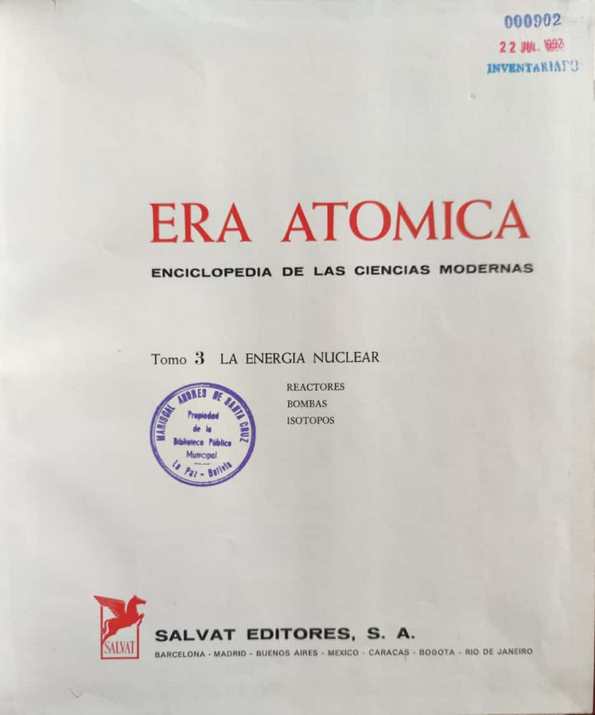 000902
22 JUL. 1993
INVENTARIADO
ERA ATOMICA
ENCICLOPEDIA DE LAS CIENCIAS MODERNAS
Tomo 3 LA ENERGIA NUCLEAR
REACTORES
BOMBAS
ISOTOPOS
MARISCAL ANDRES DE SANTA CRUZ
Propiedad
de la
Biblioteca Pública
Municipal
La Paz - Bolivia
SALVAT
SALVAT EDITORES, S. A.
BARCELONA - MADRID - BUENOS AIRES - MEXICO - CARACAS - BOGOTA - RIO DE JANEIRO